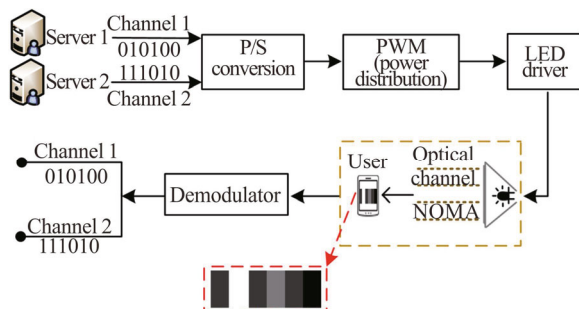 Server 1
Channel 1
010100
Server 2
111010
Channel 2
P/S
conversion
PWM
(power
distribution)
LED
driver
Channel 1
010100
Channel 2
111010
Demodulator
User
Optical
channel
NOMA